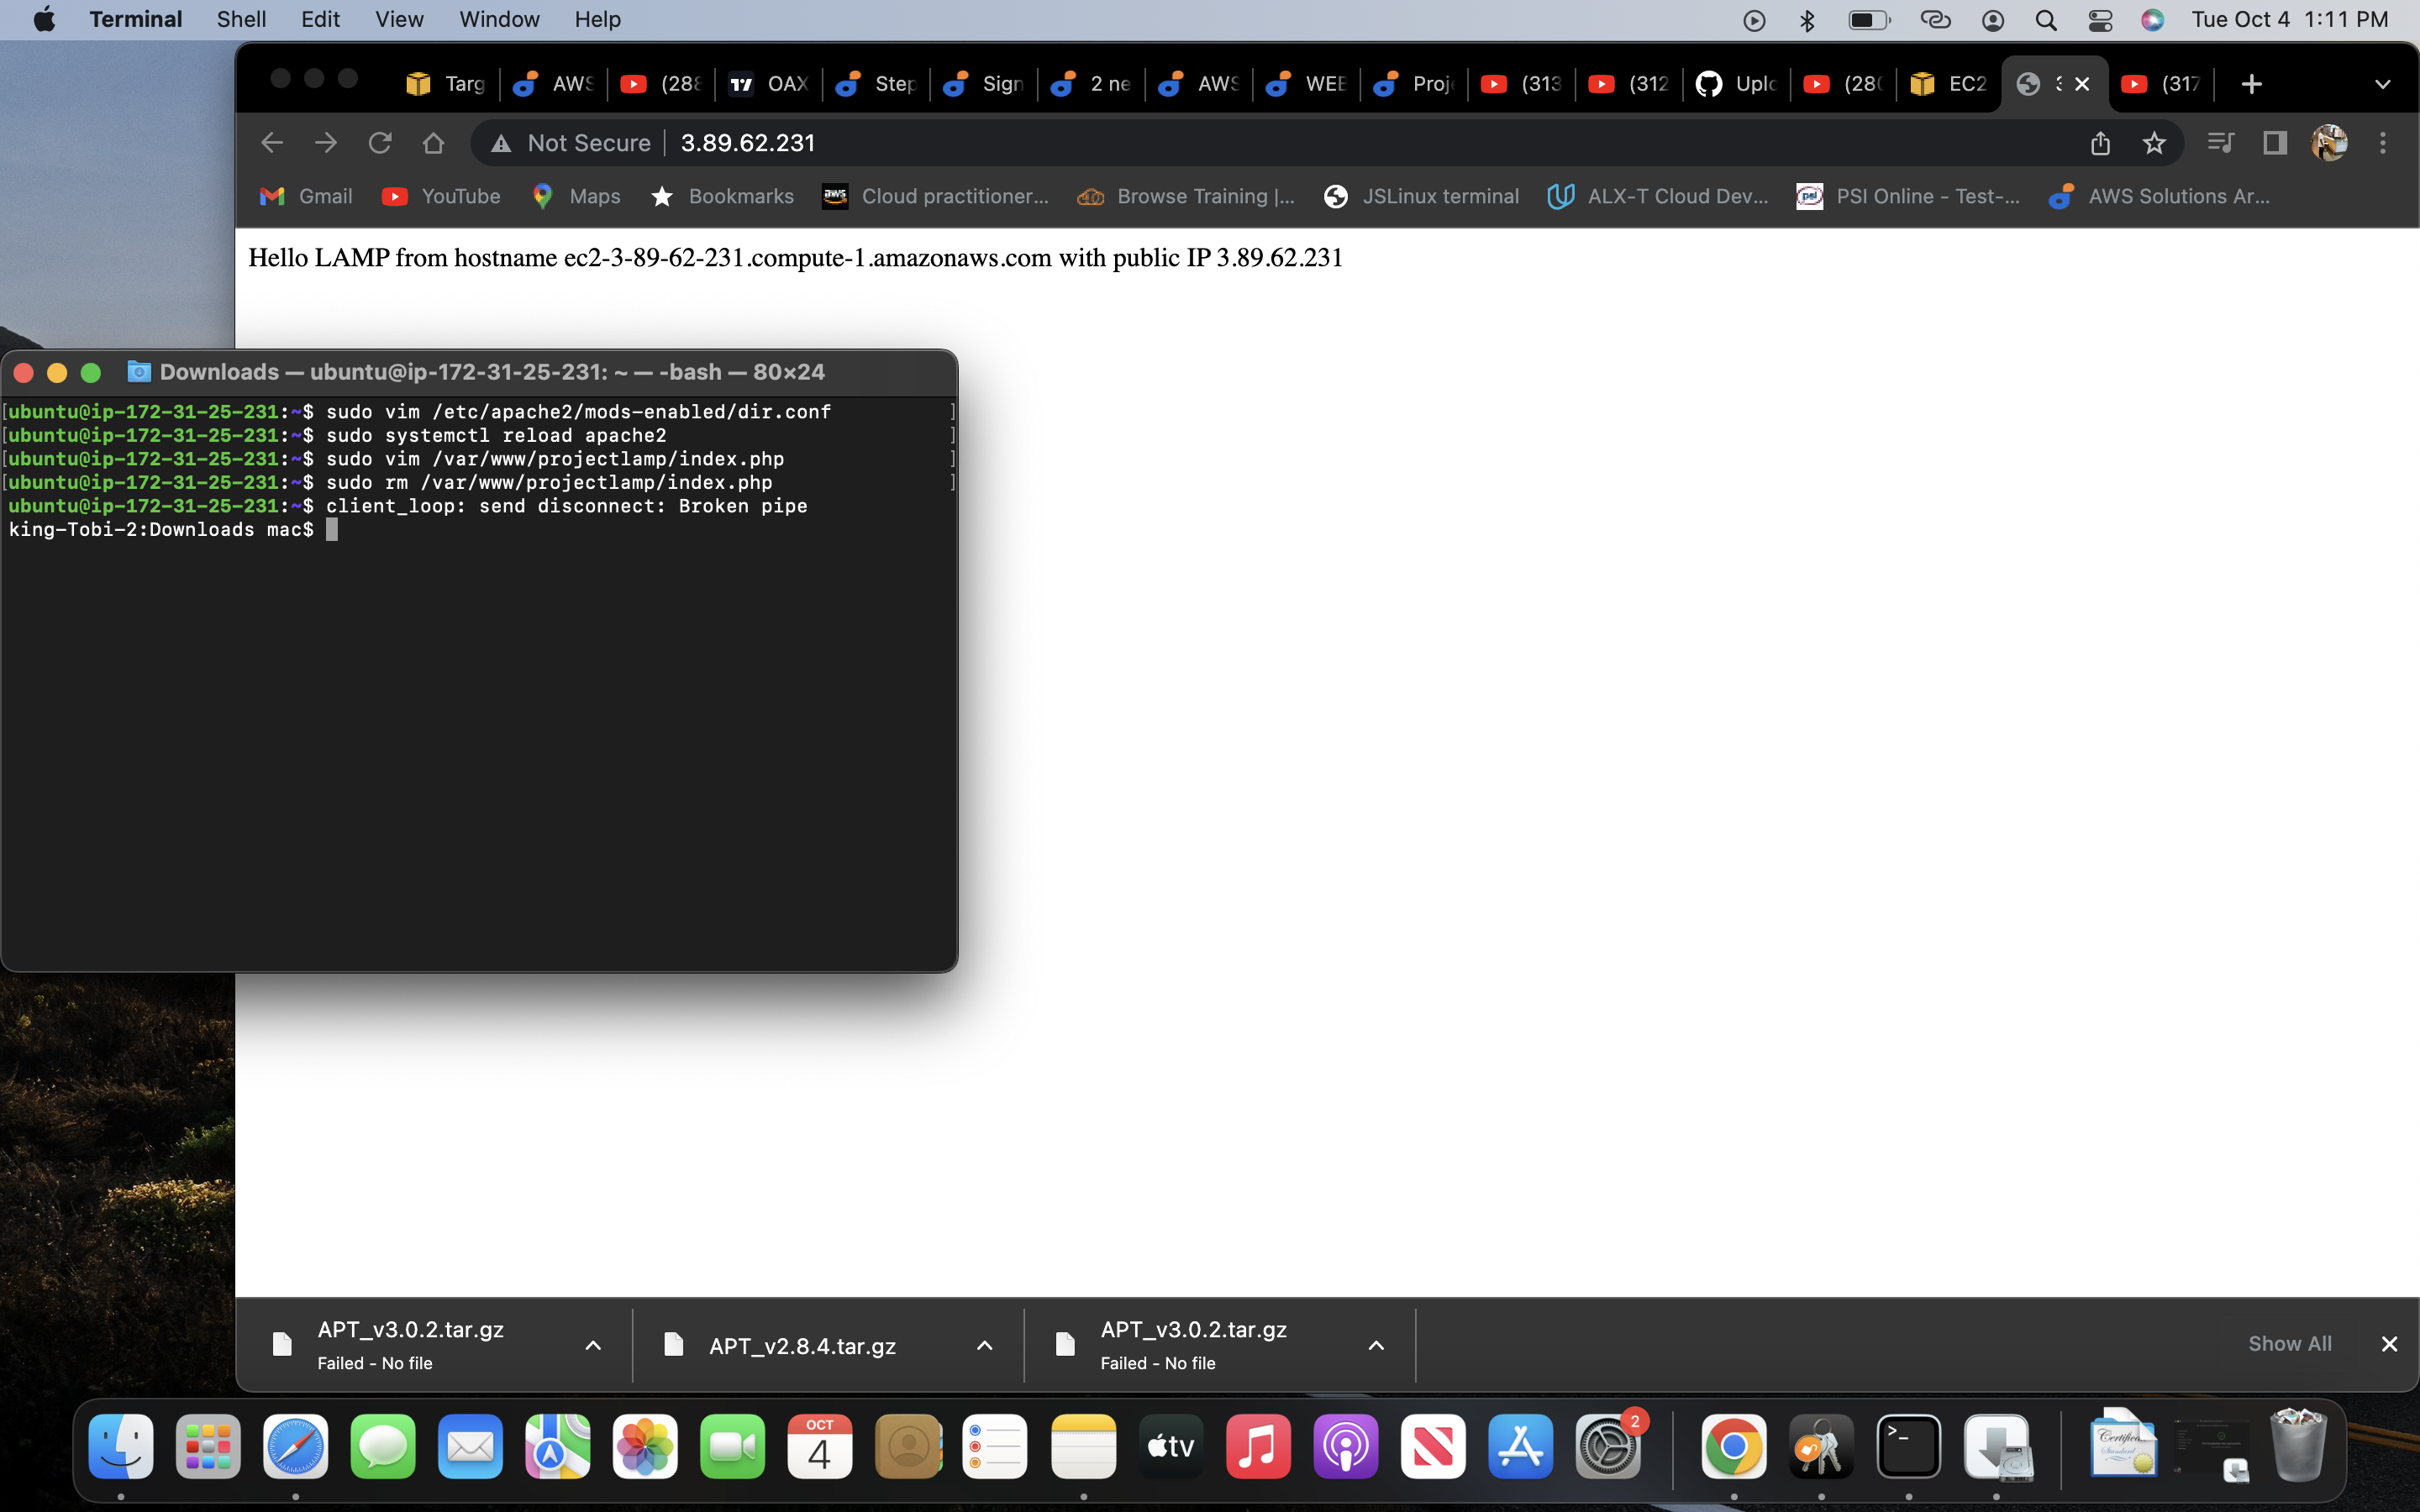 Terminal Shell Edit View Window Help Tue Oct 4 1:11 PM
Targ AWS (288 OAX Step Sign 2 ne AWS WEB Proj (313 (312 Uplo (280 EC2 3 (317
Not Secure 3.89.62.231
Gmail YouTube Maps Bookmarks aws Cloud practitioner... Browse Training |... JSLinux terminal ALX-T Cloud Dev... psi PSI Online - Test-... AWS Solutions Ar...
Hello LAMP from hostname ec2-3-89-62-231.compute-1.amazonaws.com with public IP 3.89.62.231
Downloads — ubuntu@ip-172-31-25-231: ~ — -bash — 80×24
[ubuntu@ip-172-31-25-231:~$ sudo vim /etc/apache2/mods-enabled/dir.conf ]
[ubuntu@ip-172-31-25-231:~$ sudo systemctl reload apache2 ]
[ubuntu@ip-172-31-25-231:~$ sudo vim /var/www/projectlamp/index.php ]
[ubuntu@ip-172-31-25-231:~$ sudo rm /var/www/projectlamp/index.php ]
ubuntu@ip-172-31-25-231:~$ client_loop: send disconnect: Broken pipe
king-Tobi-2:Downloads mac$
APT_v3.0.2.tar.gz
Failed - No file
APT_v2.8.4.tar.gz
APT_v3.0.2.tar.gz
Failed - No file
Show All
OCT
4
tv
2
>_
Certificate
Standard